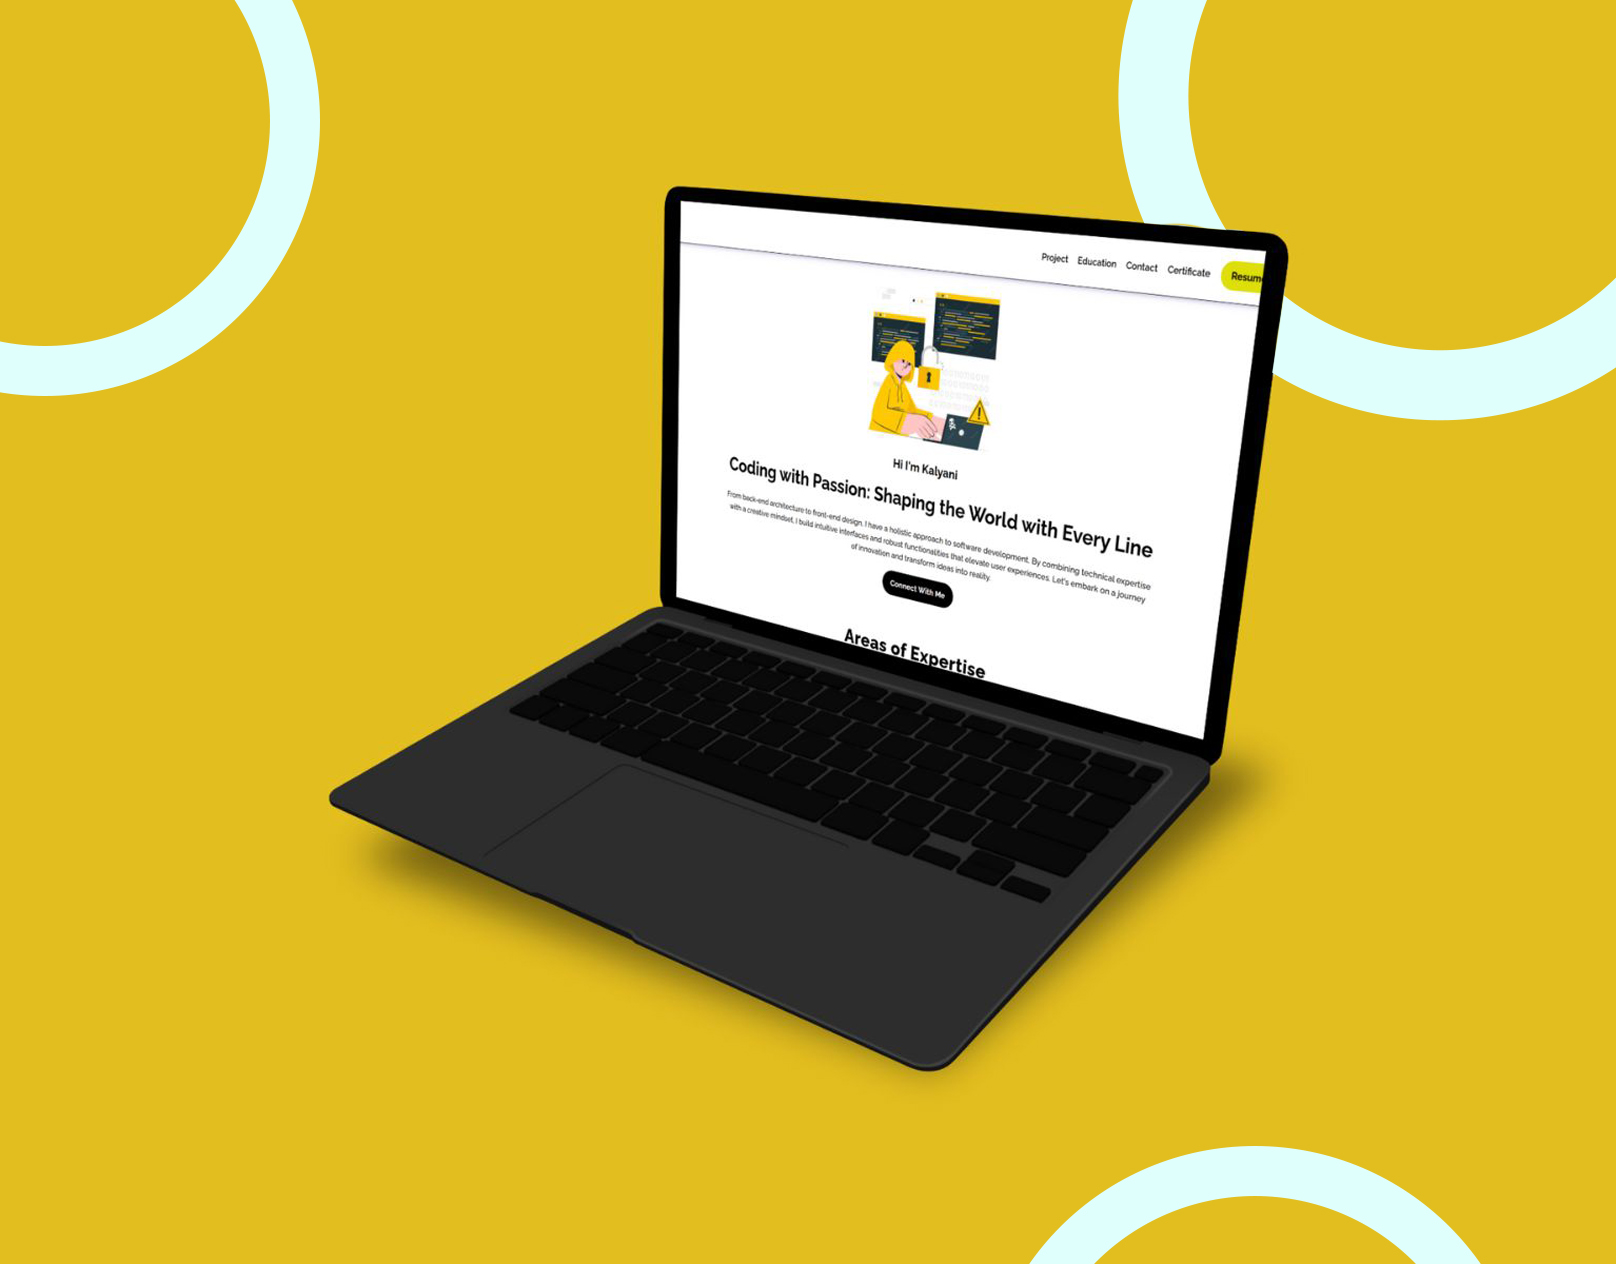 Project Education Contact Certificate Resum
Hi I'm Kalyani
Coding with Passion: Shaping the World with Every Line
From back-end architecture to front-end design, I have a holistic approach to software development. By combining technical expertise
with a creative mindset, I build intuitive interfaces and robust functionalities that elevate user experiences. Let's embark on a journey
of innovation and transform ideas into reality.
Connect With Me
Areas of Expertise